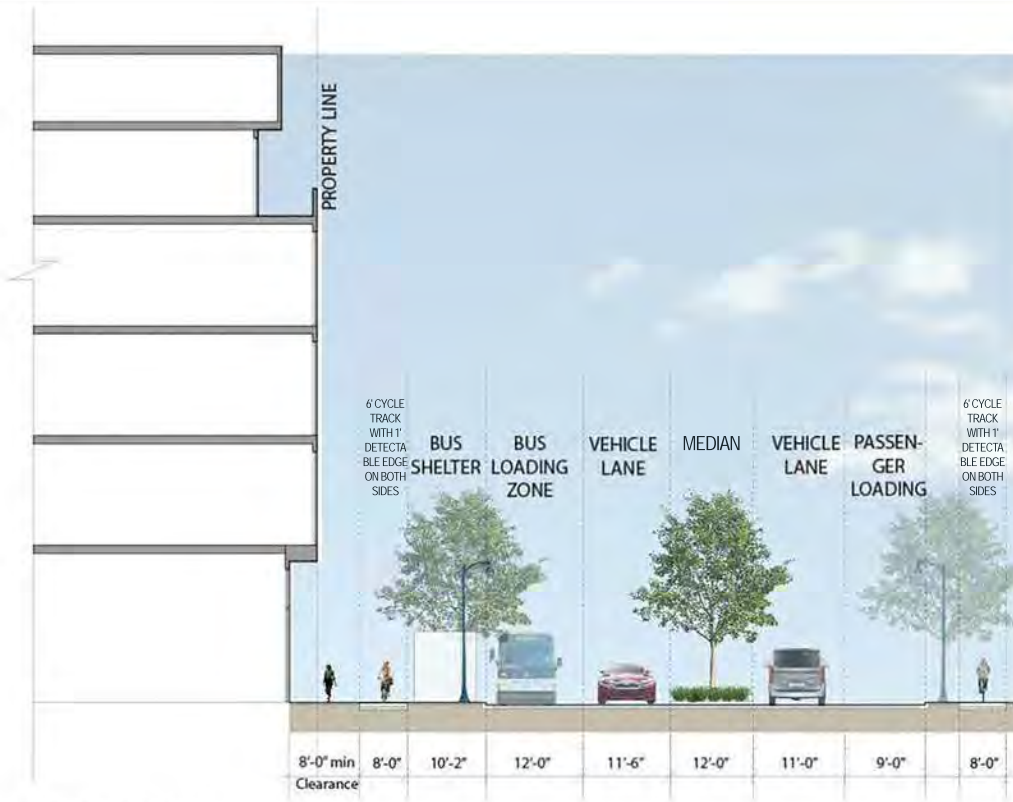 PROPERTY LINE
6' CYCLE
TRACK
WITH 1'
DETECTA
BLE EDGE
ON BOTH
SIDES
BUS
SHELTER
BUS
LOADING
ZONE
VEHICLE
LANE
MEDIAN
VEHICLE
LANE
PASSEN-
GER
LOADING
6' CYCLE
TRACK
WITH 1'
DETECTA
BLE EDGE
ON BOTH
SIDES
8'-0" min
Clearance
8'-0"
10'-2"
12'-0"
11'-6"
12'-0"
11'-0"
9'-0"
8'-0"